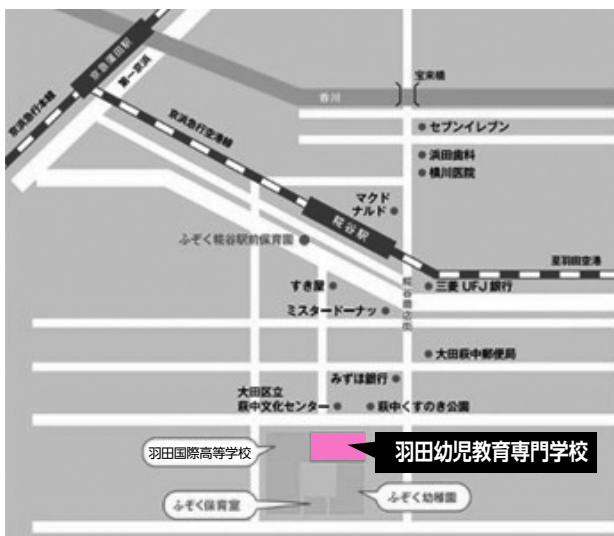 京急蒲田駅
第一京浜
京浜急行本線
京浜急行空港線
呑川
宝来橋
セブンイレブン
浜田歯科
横川医院
マクド
ナルド
糀谷駅
ふぞく糀谷駅前保育園
至羽田空港
すき屋
三菱 UFJ 銀行
糀谷商店街
ミスタードーナッ
大田萩中郵便局
みずほ銀行
大田区立
萩中文化センター
萩中くすのき公園
羽田国際高等学校
羽田幼児教育専門学校
ふぞく保育室
ふぞく幼稚園